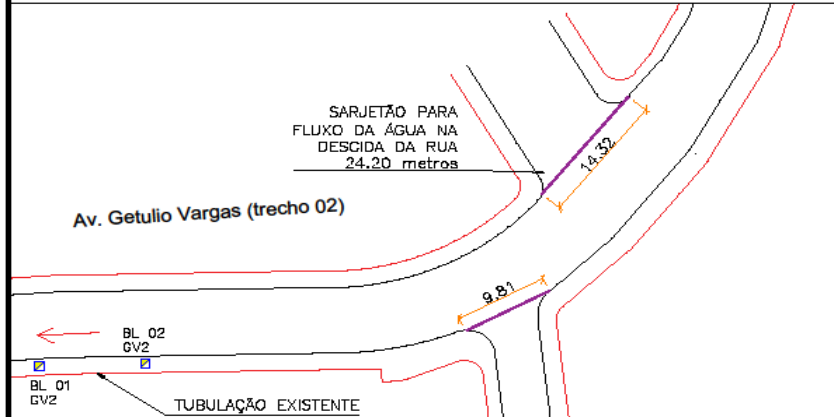 SARJETÃO PARA
FLUXO DA ÁGUA NA
DESCIDA DA RUA
24.20 metros
14.32
Av. Getulio Vargas (trecho 02)
9.81
BL 02
GV2
BL 01
GV2
TUBULAÇÃO EXISTENTE